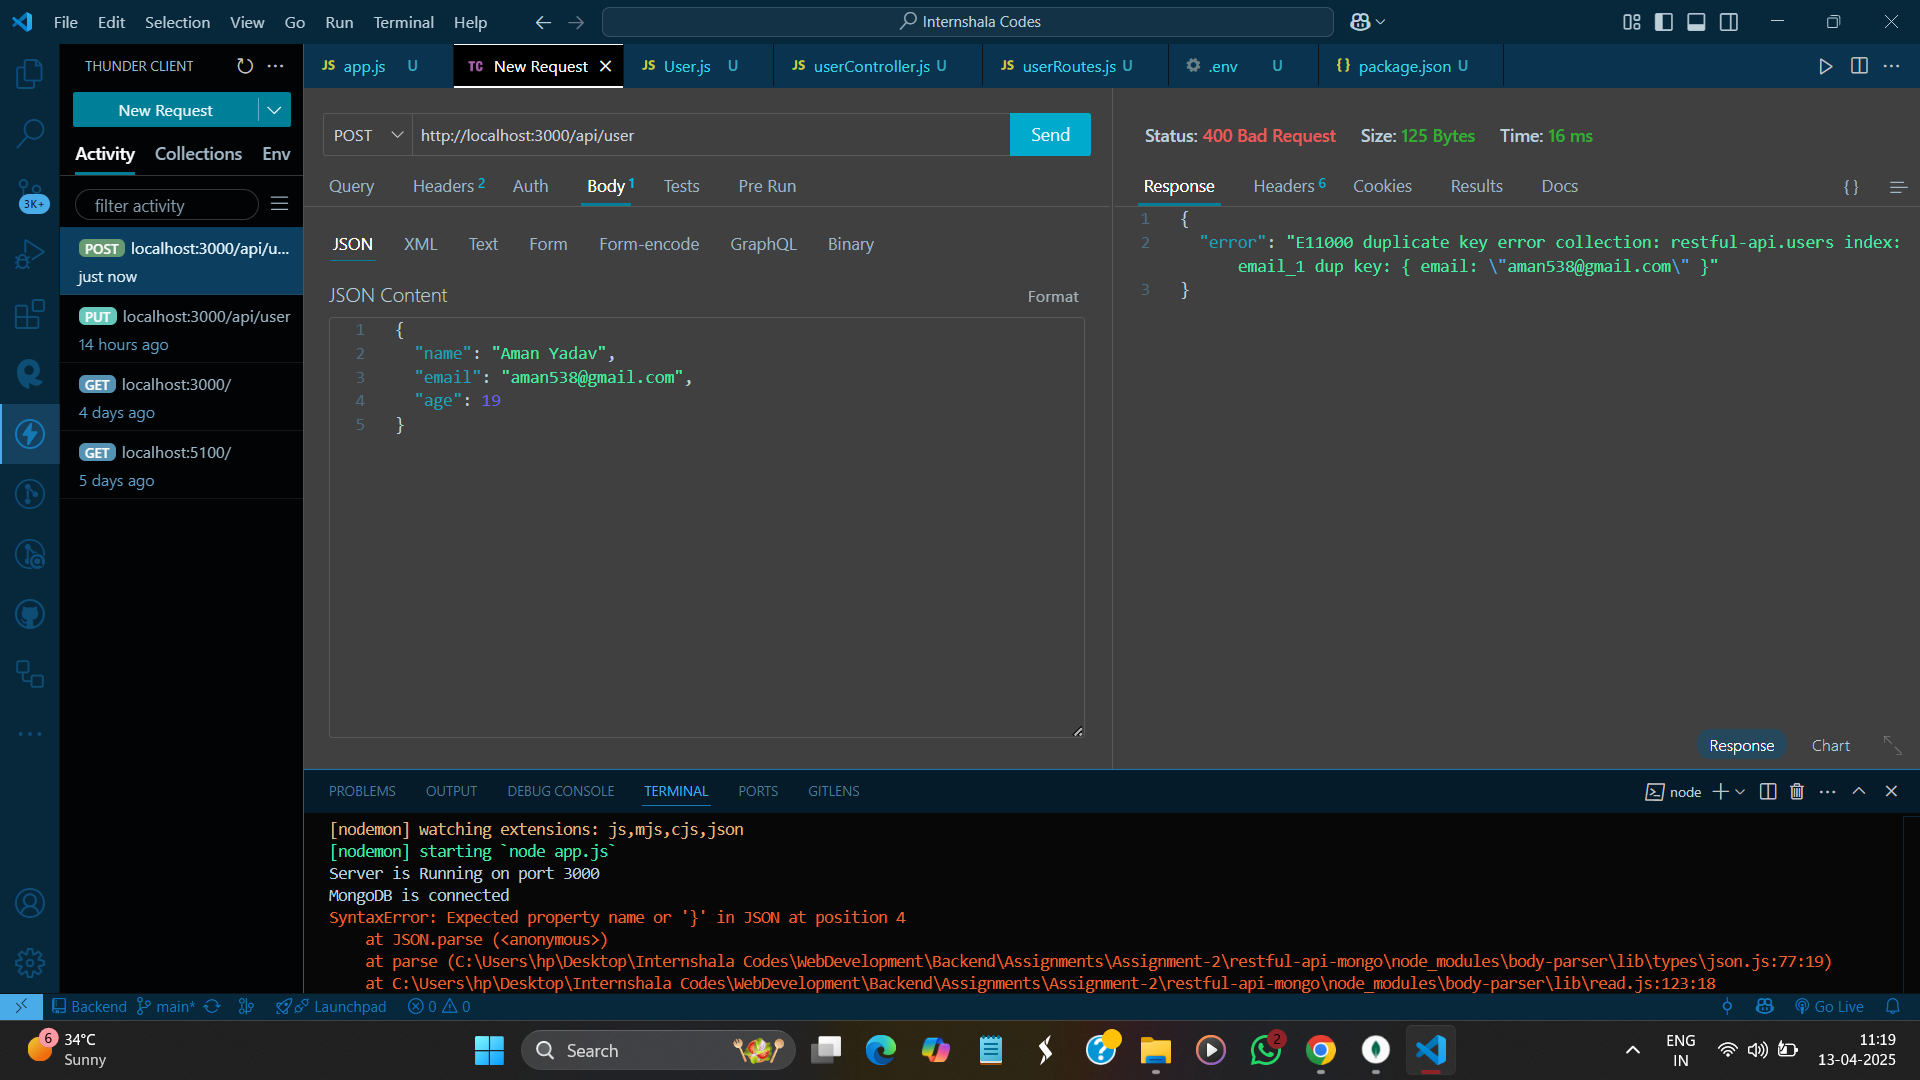 File Edit Selection View Go Run Terminal Help
Internshala Codes
THUNDER CLIENT
New Request
Activity Collections Env
filter activity
POST localhost:3000/api/u...
just now
PUT localhost:3000/api/user
14 hours ago
GET localhost:3000/
4 days ago
GET localhost:5100/
5 days ago
3K+
JS app.js U
TC New Request
JS User.js U
JS userController.js U
JS userRoutes.js U
.env U
{} package.json U
POST http://localhost:3000/api/user Send
Query Headers 2 Auth Body 1 Tests Pre Run
JSON XML Text Form Form-encode GraphQL Binary
JSON Content Format
1 {
2 "name": "Aman Yadav",
3 "email": "aman538@gmail.com",
4 "age": 19
5 }
Status: 400 Bad Request Size: 125 Bytes Time: 16 ms
Response Headers 6 Cookies Results Docs { }
1 {
2 "error": "E11000 duplicate key error collection: restful-api.users index:
email_1 dup key: { email: \"aman538@gmail.com\" }"
3 }
Response Chart
PROBLEMS OUTPUT DEBUG CONSOLE TERMINAL PORTS GITLENS
node
[nodemon] watching extensions: js,mjs,cjs,json
[nodemon] starting `node app.js`
Server is Running on port 3000
MongoDB is connected
SyntaxError: Expected property name or '}' in JSON at position 4
at JSON.parse (<anonymous>)
at parse (C:\Users\hp\Desktop\Internshala Codes\WebDevelopment\Backend\Assignments\Assignment-2\restful-api-mongo\node_modules\body-parser\lib\types\json.js:77:19)
at C:\Users\hp\Desktop\Internshala Codes\WebDevelopment\Backend\Assignments\Assignment-2\restful-api-mongo\node_modules\body-parser\lib\read.js:123:18
Backend main* Launchpad 0 0 Go Live
6 34°C
Sunny
Search
2
ENG
IN
11:19
13-04-2025